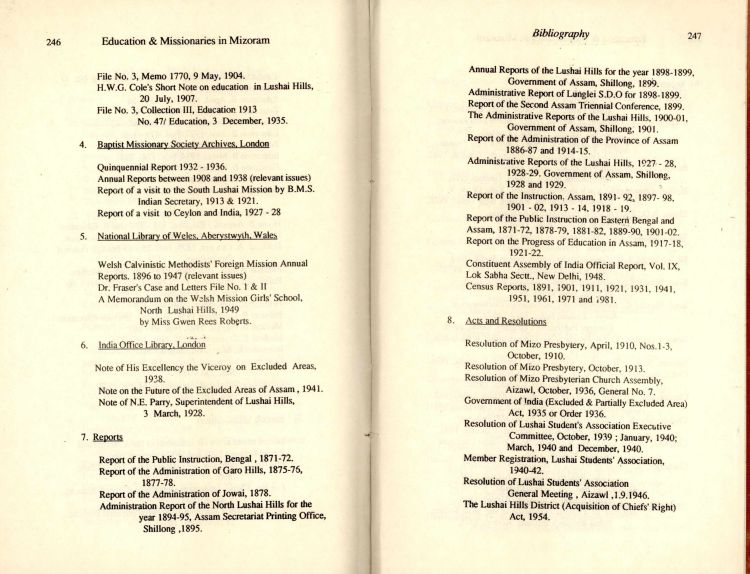 246 Education & Missionaries in Mizoram
File No. 3, Memo 1770, 9 May, 1904.
H.W.G. Cole's Short Note on education in Lushai Hills,
20 July, 1907.
File No. 3, Collection III, Education 1913
No. 47/ Education, 3 December, 1935.
4. Baptist Missionary Society Archives, London
Quinquennial Report 1932 - 1936.
Annual Reports between 1908 and 1938 (relevant issues)
Report of a visit to the South Lushai Mission by B.M.S.
Indian Secretary, 1913 & 1921.
Report of a visit to Ceylon and India, 1927 - 28
5. National Library of Weles, Aberystwyth, Wales
Welsh Calvinistic Methodists' Foreign Mission Annual
Reports. 1896 to 1947 (relevant issues)
Dr. Fraser's Case and Letters File No. 1 & II
A Memorandum on the Welsh Mission Girls' School,
North Lushai Hills, 1949
by Miss Gwen Rees Roberts.
6. India Office Library, London
Note of His Excellency the Viceroy on Excluded Areas,
1938.
Note on the Future of the Excluded Areas of Assam, 1941.
Note of N.E. Parry, Superintendent of Lushai Hills,
3 March, 1928.
7. Reports
Report of the Public Instruction, Bengal , 1871-72.
Report of the Administration of Garo Hills, 1875-76,
1877-78.
Report of the Administration of Jowai, 1878.
Administration Report of the North Lushai Hills for the
year 1894-95, Assam Secretariat Printing Office,
Shillong ,1895.
Bibliography 247
Annual Reports of the Lushai Hills for the year 1898-1899,
Government of Assam, Shillong, 1899.
Administrative Report of Lunglei S.D.O for 1898-1899.
Report of the Second Assam Triennial Conference, 1899.
The Administrative Reports of the Lushai Hills, 1900-01,
Government of Assam, Shillong, 1901.
Report of the Administration of the Province of Assam
1886-87 and 1914-15.
Administrative Reports of the Lushai Hills, 1927 - 28,
1928-29. Government of Assam, Shillong,
1928 and 1929.
Report of the Instruction, Assam, 1891- 92, 1897- 98,
1901 - 02, 1913 - 14, 1918 - 19.
Report of the Public Instruction on Eastern Bengal and
Assam, 1871-72, 1878-79, 1881-82, 1889-90, 1901-02.
Report on the Progress of Education in Assam, 1917-18,
1921-22.
Constituent Assembly of India Official Report, Vol. IX,
Lok Sabha Sectt., New Delhi, 1948.
Census Reports, 1891, 1901, 1911, 1921, 1931, 1941,
1951, 1961, 1971 and 1981.
8. Acts and Resolutions
Resolution of Mizo Presbytery, April, 1910, Nos.1-3,
October, 1910.
Resolution of Mizo Presbytery, October, 1913.
Resolution of Mizo Presbyterian Church Assembly,
Aizawl, October, 1936, General No. 7.
Government of India (Excluded & Partially Excluded Area)
Act, 1935 or Order 1936.
Resolution of Lushai Student's Association Executive
Committee, October, 1939 ; January, 1940;
March, 1940 and December, 1940.
Member Registration, Lushai Students' Association,
1940-42.
Resolution of Lushai Students' Association
General Meeting , Aizawl ,1.9.1946.
The Lushai Hills District (Acquisition of Chiefs' Right)
Act, 1954.